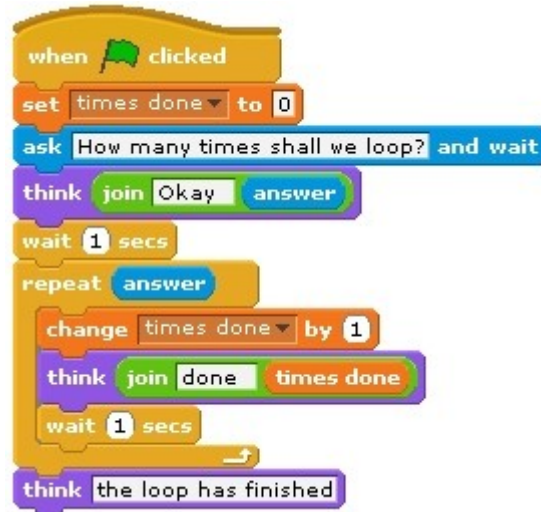 when clicked
set times done to 0
ask How many times shall we loop? and wait
think join Okay answer
wait 1 secs
repeat answer
change times done by 1
think join done times done
wait 1 secs
think the loop has finished